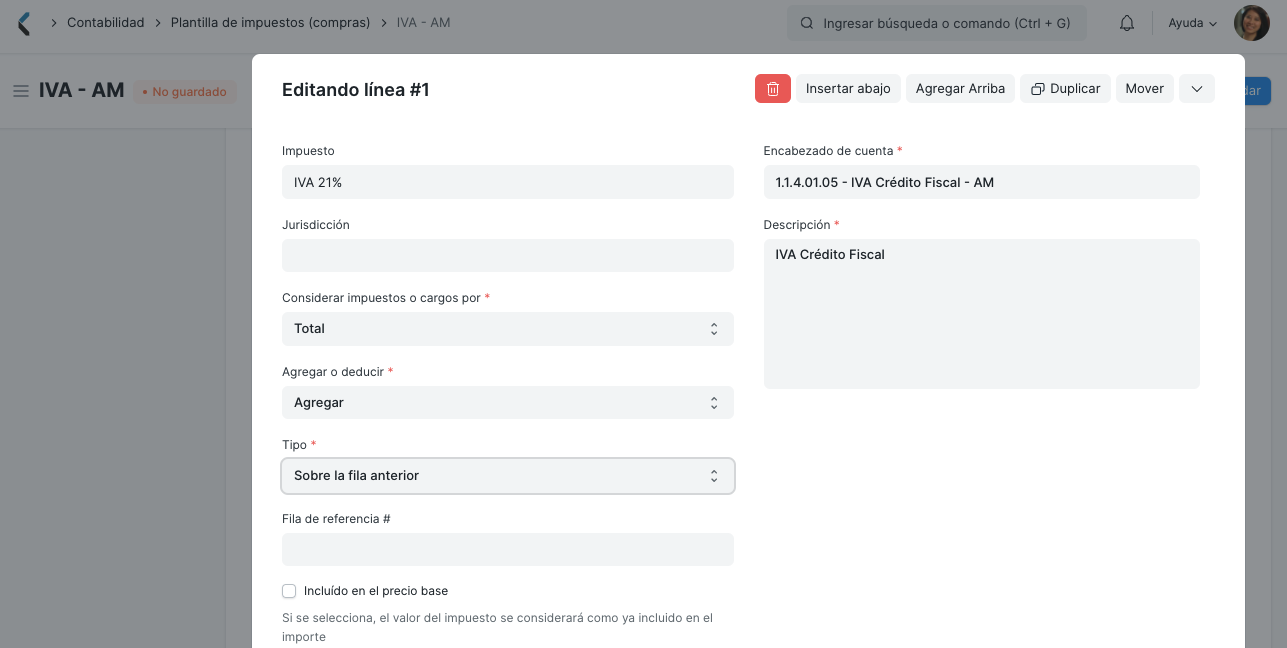 Contabilidad
Plantilla de impuestos (compras)
IVA - AM
Ingresar búsqueda o comando (Ctrl + G)
Ayuda
IVA - AM
No guardado
dar
Editando línea #1
Insertar abajo
Agregar Arriba
Duplicar
Mover
Impuesto
IVA 21%
Jurisdicción
Considerar impuestos o cargos por *
Total
Agregar o deducir *
Agregar
Tipo *
Sobre la fila anterior
Fila de referencia #
Incluído en el precio base
Si se selecciona, el valor del impuesto se considerará como ya incluido en el
importe
Encabezado de cuenta *
1.1.4.01.05 - IVA Crédito Fiscal - AM
Descripción *
IVA Crédito Fiscal